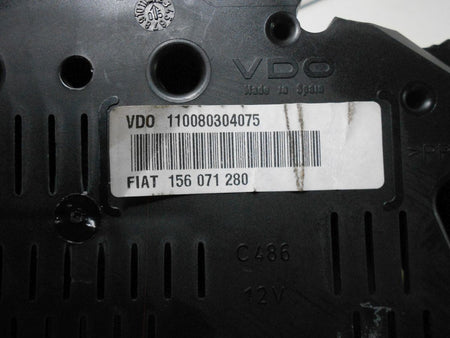 VDO
Made in Spain
VDO 110080304075
FIAT 156 071 280
C486
12V